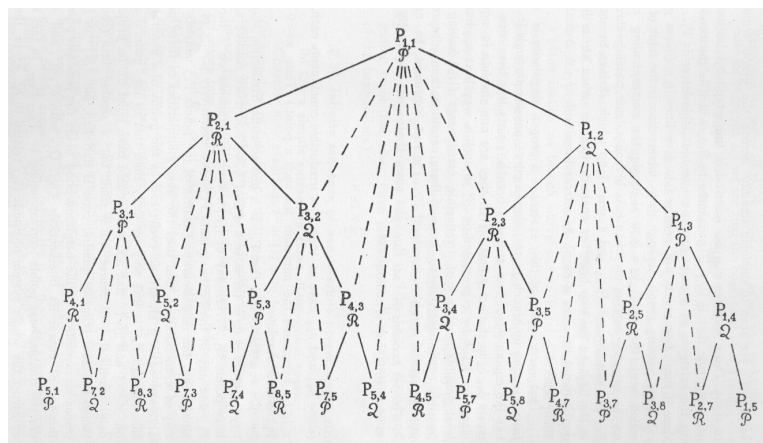 P1,1
𝒫
P2,1
ℛ
P1,2
𝒬
P3,1
𝒫
P3,2
𝒬
P2,3
ℛ
P1,3
𝒫
P4,1
ℛ
P5,2
𝒬
P5,3
𝒫
P4,3
ℛ
P3,4
𝒬
P3,5
𝒫
P2,5
ℛ
P1,4
𝒬
P5,1 P7,2 P8,3 P7,3 P7,4 P8,5 P7,5 P5,4 P4,5 P5,7 P5,8 P4,7 P3,7 P3,8 P2,7 P1,5
𝒫 𝒬 ℛ 𝒫 𝒬 ℛ 𝒫 𝒬 ℛ 𝒫 𝒬 ℛ 𝒫 𝒬 ℛ 𝒫